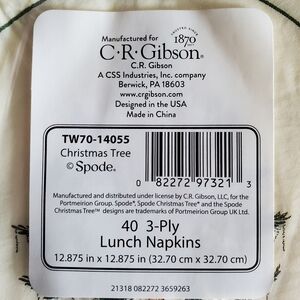 Manufactured for
TRUSTED SINCE
1870
C·R·Gibson®
C.R. Gibson
A CSS Industries, Inc. company
Berwick, PA 18603
www.crgibson.com
Designed in the USA
Made in China
TW70-14055
Christmas Tree
© Spode®
0 82272 97321 3
Manufactured and distributed under license by C.R. Gibson, LLC, for the
Portmeirion Group. Spode®, Spode Christmas Tree® and the Spode
Christmas Tree™ designs are trademarks of Portmeirion Group UK Ltd.
40 3-Ply
Lunch Napkins
12.875 in x 12.875 in (32.70 cm x 32.70 cm)
21318 082272 3659263